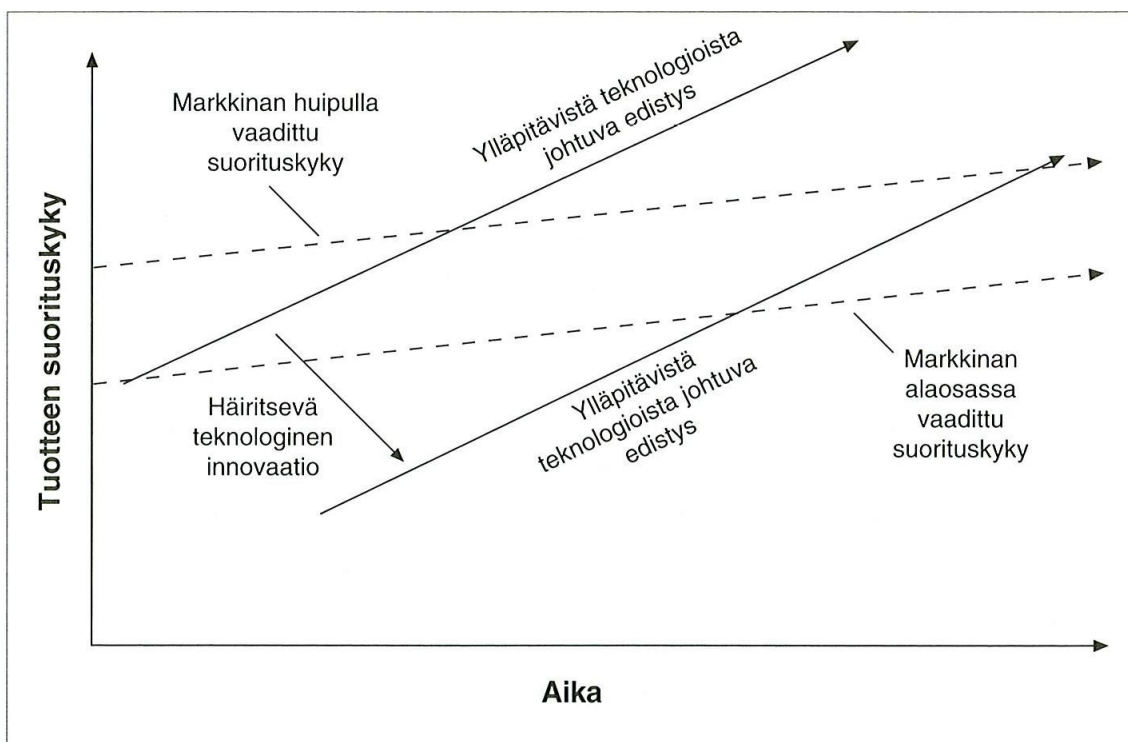 Markkinan huipulla
vaadittu
suorituskyky
Ylläpitävistä teknologioista
johtuva edistys
Tuotteen suorituskyky
Häiritsevä
teknologinen
innovaatio
Ylläpitävistä
teknologioista johtuva
edistys
Markkinan
alaosassa
vaadittu
suorituskyky
Aika